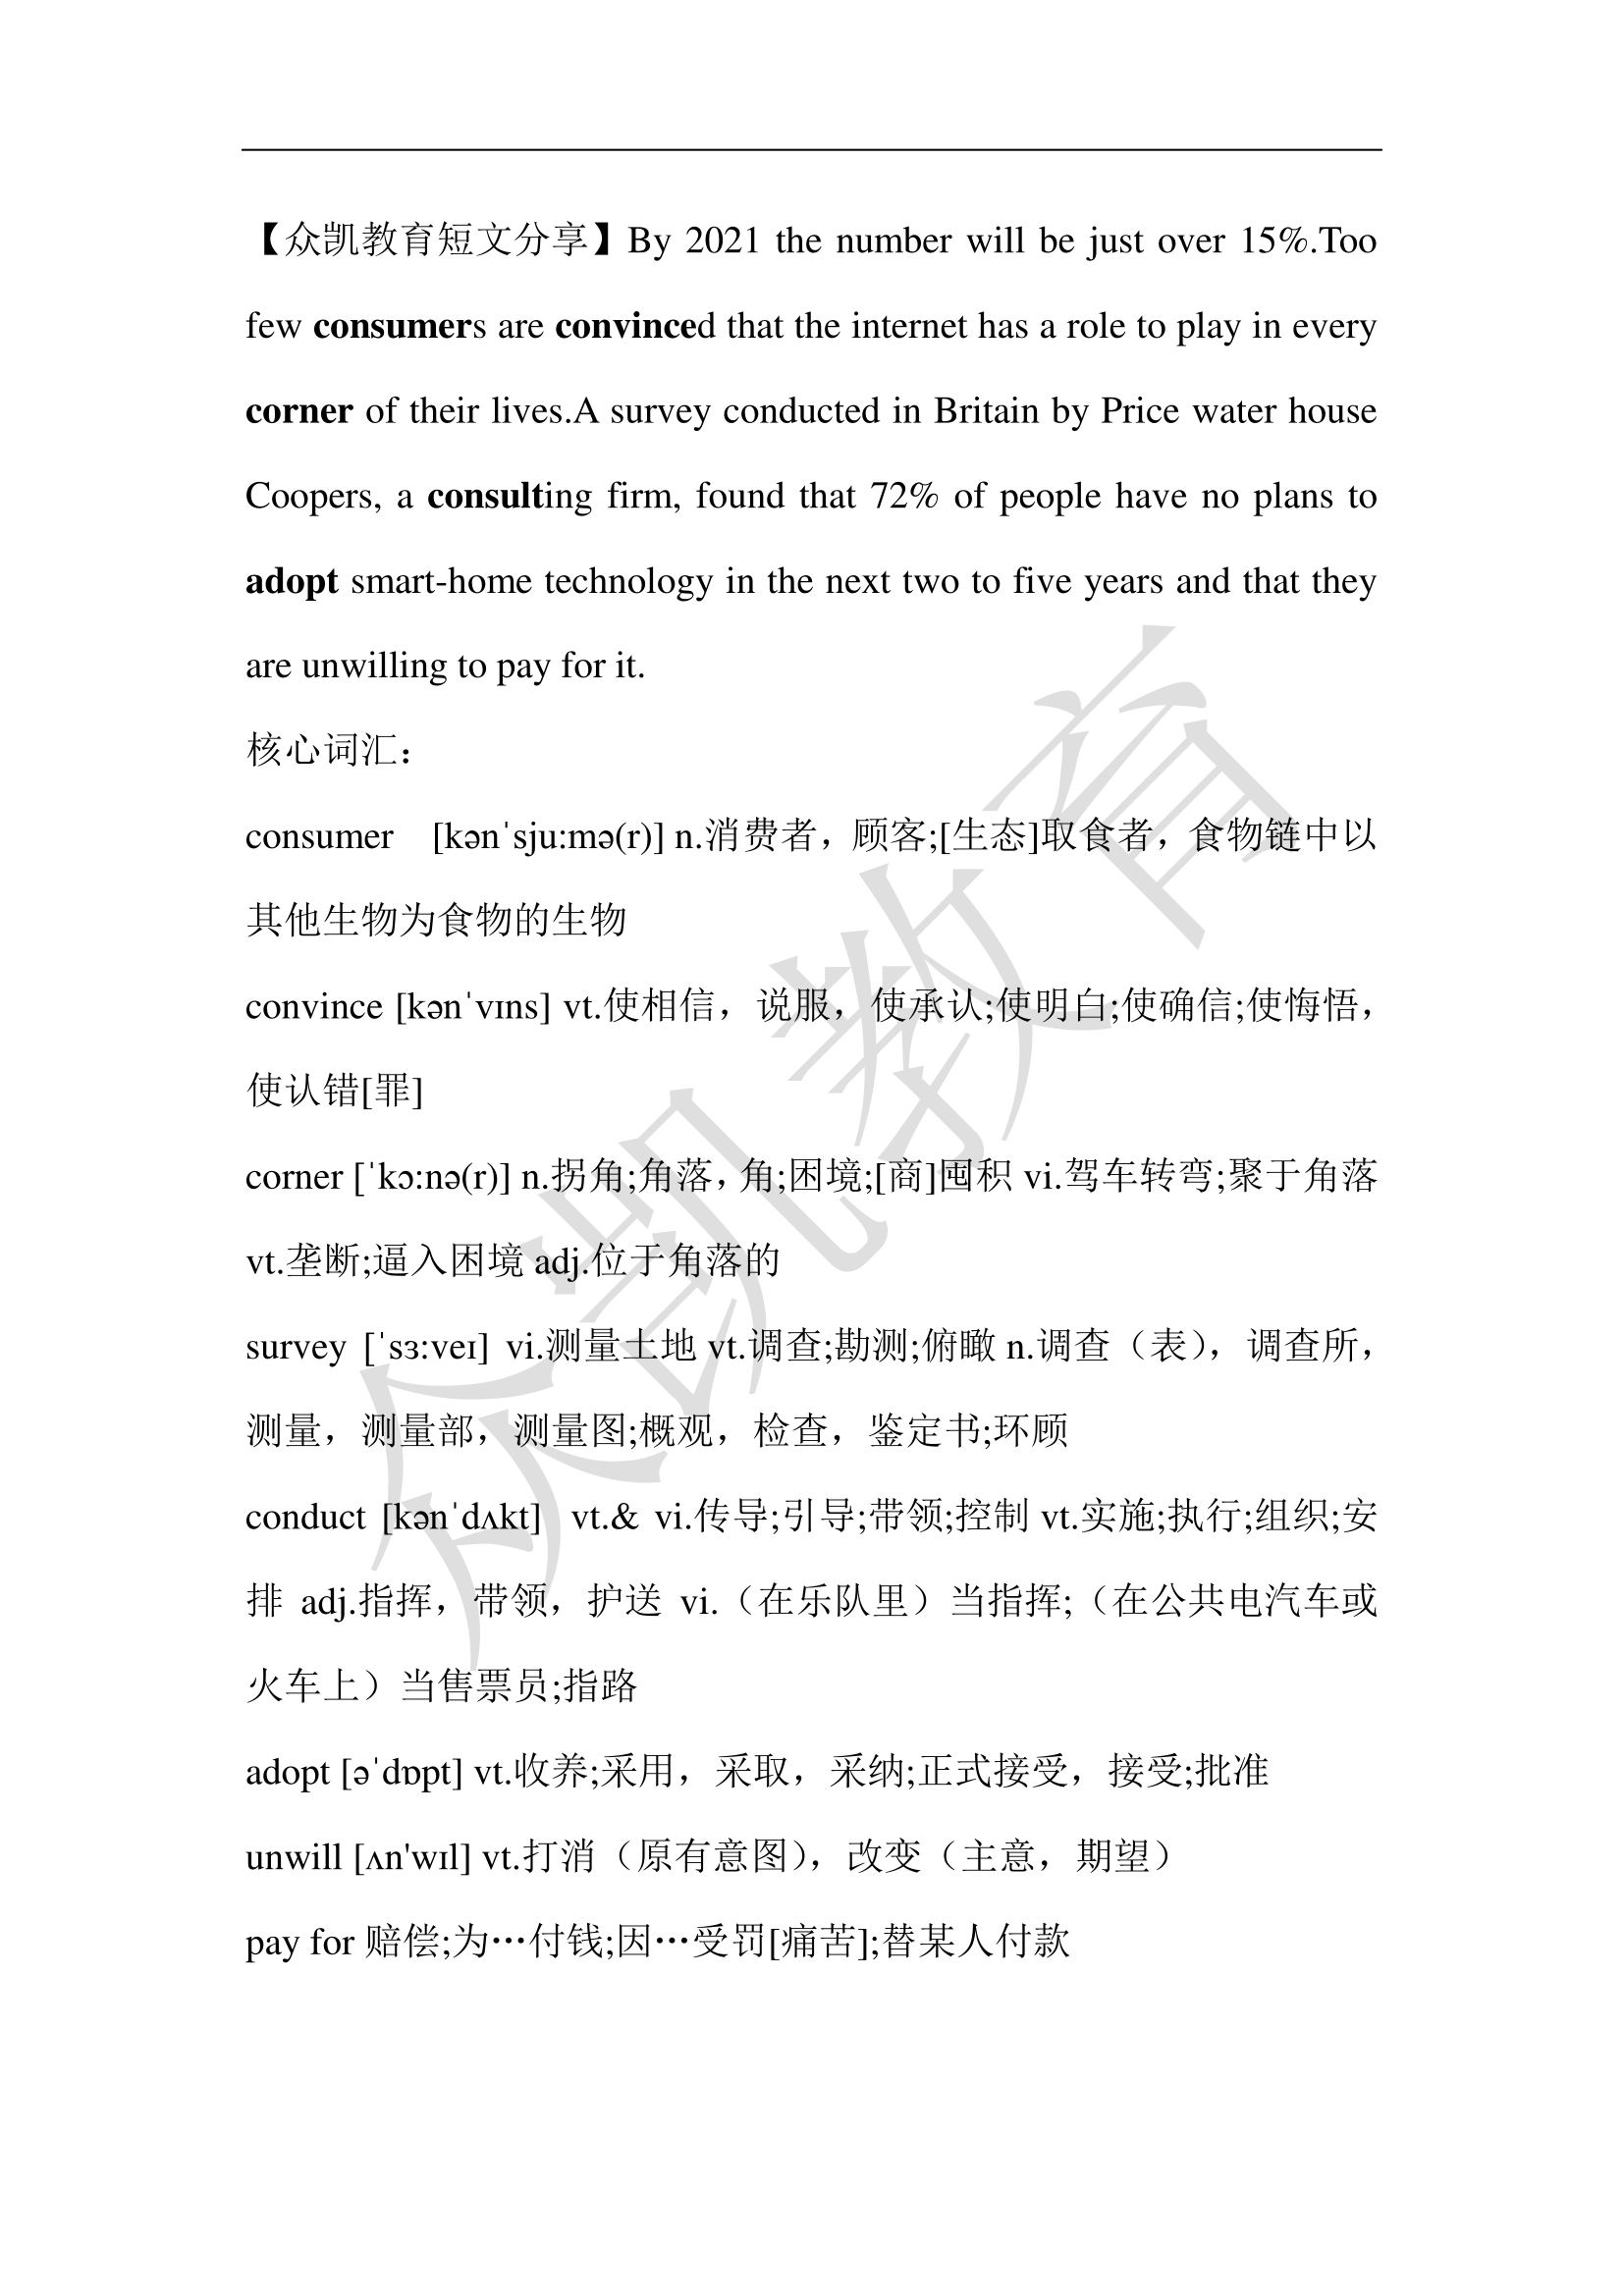 【众凯教育短文分享】By 2021 the number will be just over 15%.Too
few consumers are convinced that the internet has a role to play in every
corner of their lives.A survey conducted in Britain by Price water house
Coopers, a consulting firm, found that 72% of people have no plans to
adopt smart-home technology in the next two to five years and that they
are unwilling to pay for it.
核心词汇：
consumer [kənˈsju:mə(r)] n.消费者，顾客;[生态]取食者，食物链中以
其他生物为食物的生物
convince [kənˈvɪns] vt.使相信，说服，使承认;使明白;使确信;使悔悟，
使认错[罪]
corner [ˈkɔ:nə(r)] n.拐角;角落，角;困境;[商]囤积 vi.驾车转弯;聚于角落
vt.垄断;逼入困境 adj.位于角落的
survey [ˈsɜ:veɪ] vi.测量土地 vt.调查;勘测;俯瞰 n.调查（表），调查所，
测量，测量部，测量图;概观，检查，鉴定书;环顾
conduct [kənˈdʌkt] vt.& vi.传导;引导;带领;控制 vt.实施;执行;组织;安
排 adj.指挥，带领，护送 vi.（在乐队里）当指挥;（在公共电汽车或
火车上）当售票员;指路
adopt [əˈdɒpt] vt.收养;采用，采取，采纳;正式接受，接受;批准
unwill [ʌn'wɪl] vt.打消（原有意图），改变（主意，期望）
pay for 赔偿;为…付钱;因…受罚[痛苦];替某人付款
众凯教育